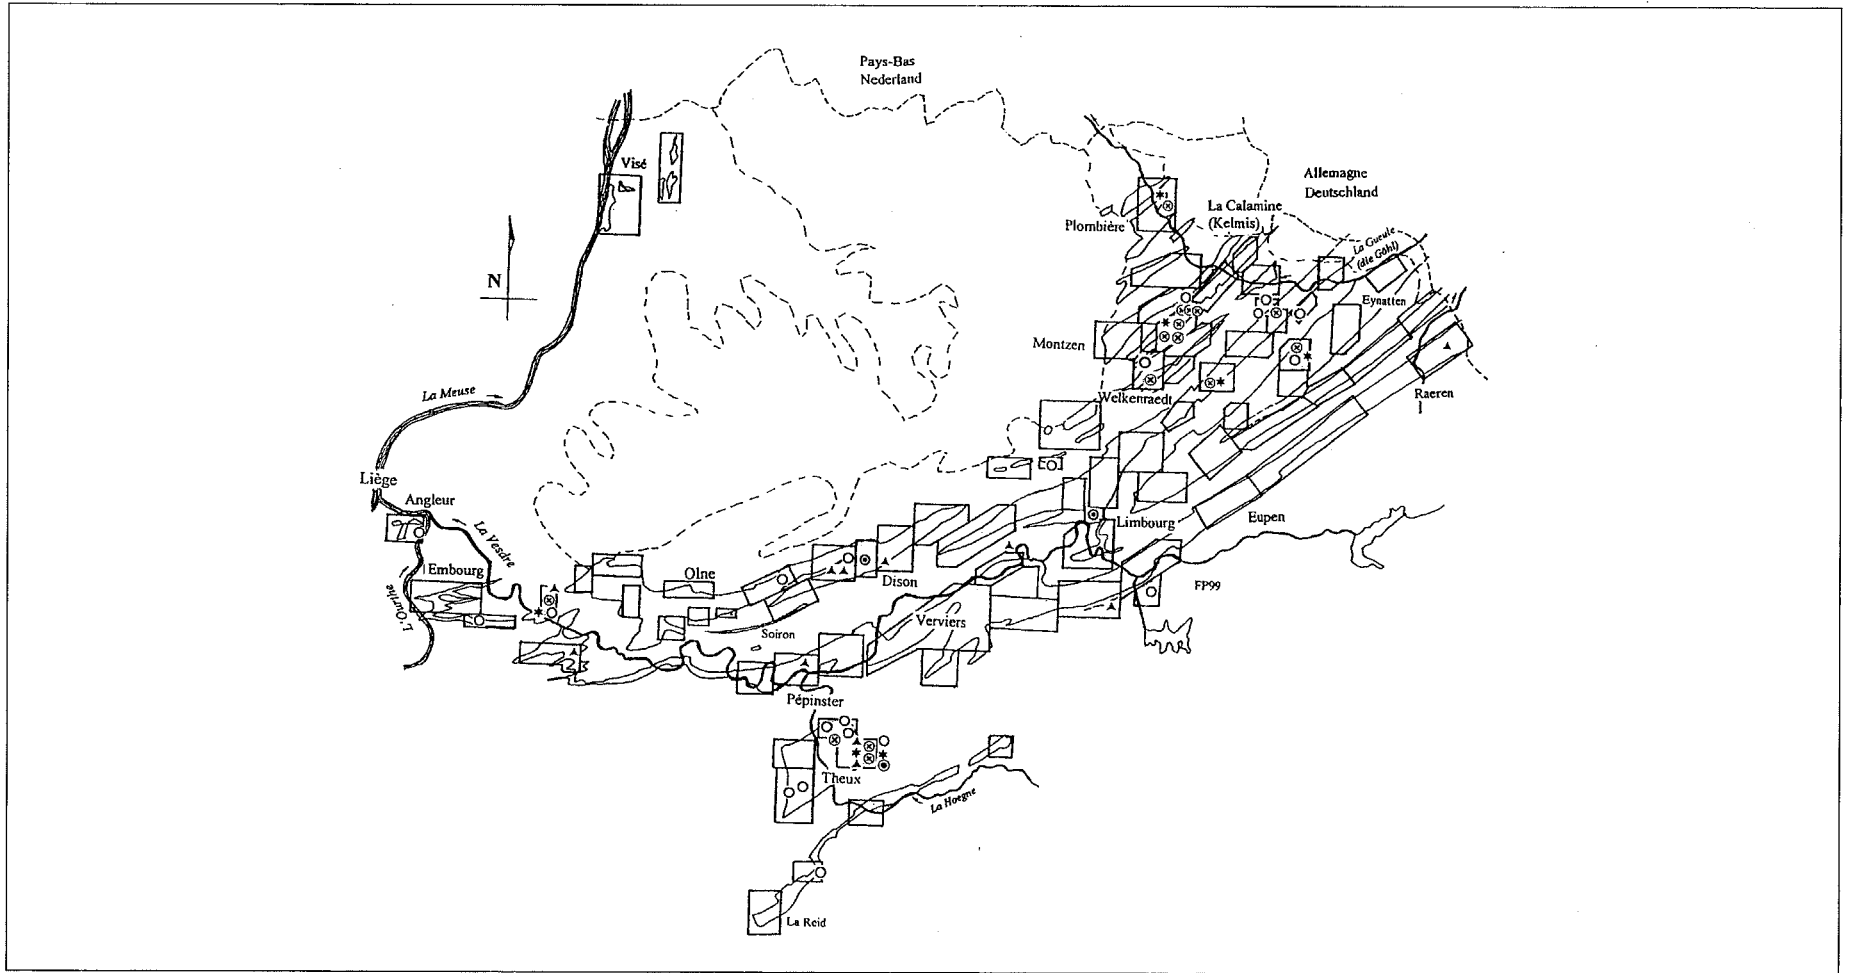 Pays-Bas
Nederland
Visé
Allemagne
Deutschland
La Calamine
(Kelmis)
Plombière
La Gueule
(die Göhl)
N
Eynatten
Montzen
La Meuse
Welkenraedt
Raeren
Liège
Angleur
La Vesdre
Limbourg
Eupen
Embourg
Olne
Dison
FP99
L'Ourthe
Soiron
Verviers
Pépinster
Theux
La Hoegne
La Reid